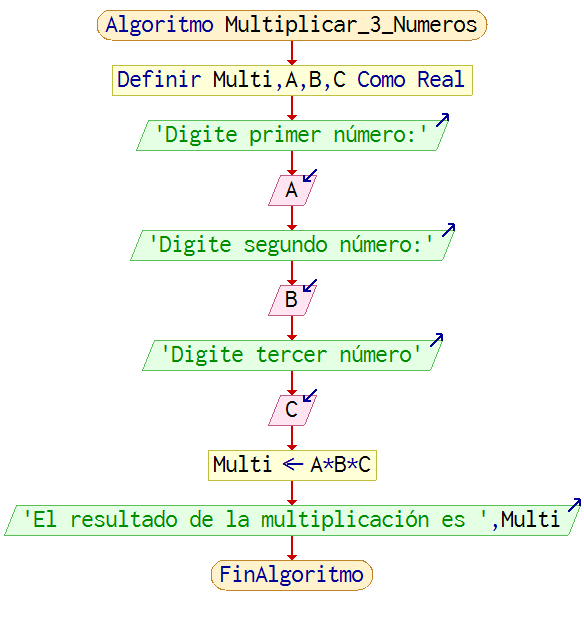 Algoritmo Multiplicar_3_Numeros
Definir Multi,A,B,C Como Real
'Digite primer número:'
A
'Digite segundo número:'
B
'Digite tercer número'
C
Multi ← A*B*C
'El resultado de la multiplicación es ',Multi
FinAlgoritmo